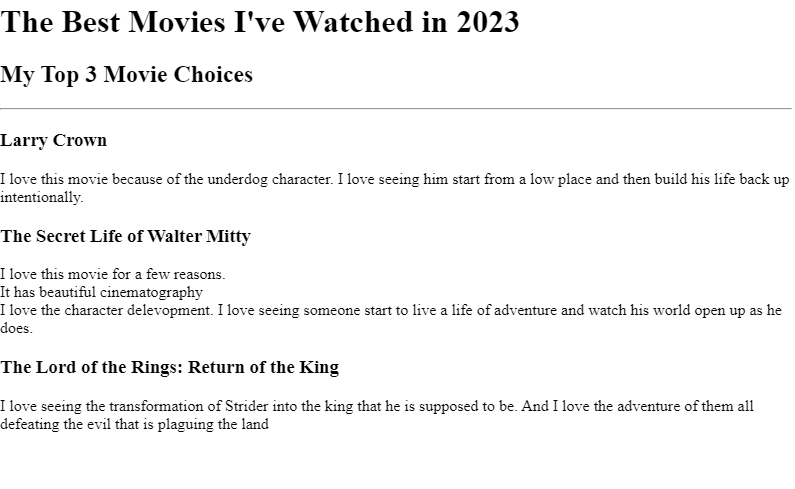 The Best Movies I've Watched in 2023
My Top 3 Movie Choices
Larry Crown
I love this movie because of the underdog character. I love seeing him start from a low place and then build his life back up
intentionally.
The Secret Life of Walter Mitty
I love this movie for a few reasons.
It has beautiful cinematography
I love the character delevopment. I love seeing someone start to live a life of adventure and watch his world open up as he
does.
The Lord of the Rings: Return of the King
I love seeing the transformation of Strider into the king that he is supposed to be. And I love the adventure of them all
defeating the evil that is plaguing the land